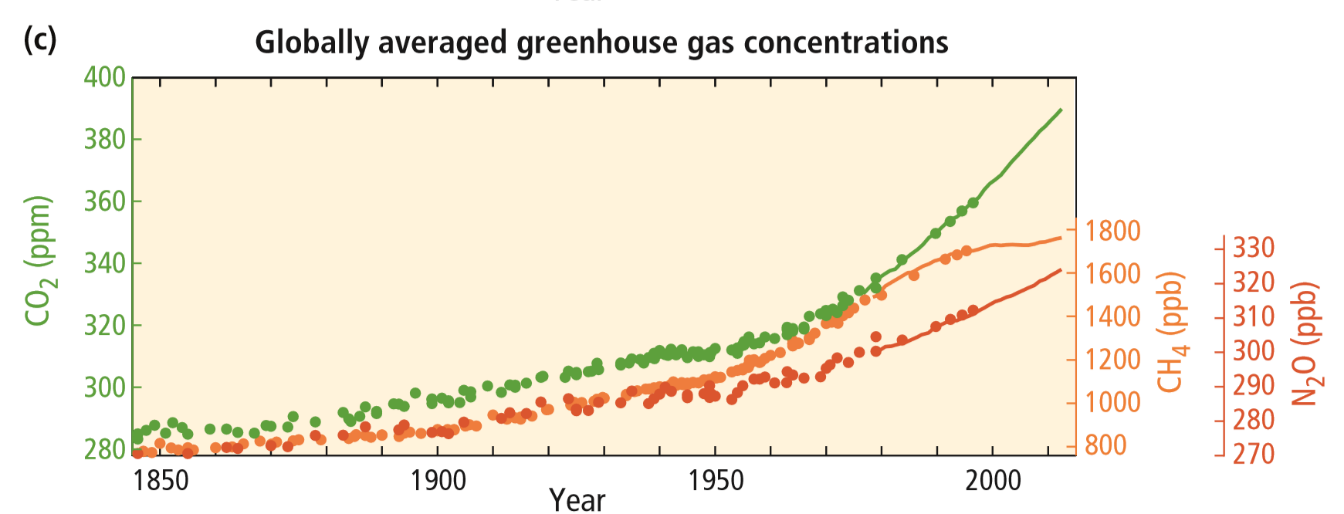 (c)
Globally averaged greenhouse gas concentrations
400
380
360
340
320
300
280
CO2 (ppm)
1800
1600
1400
1200
1000
800
CH4 (ppb)
330
320
310
300
290
280
270
N2O (ppb)
1850 1900 1950 2000
Year